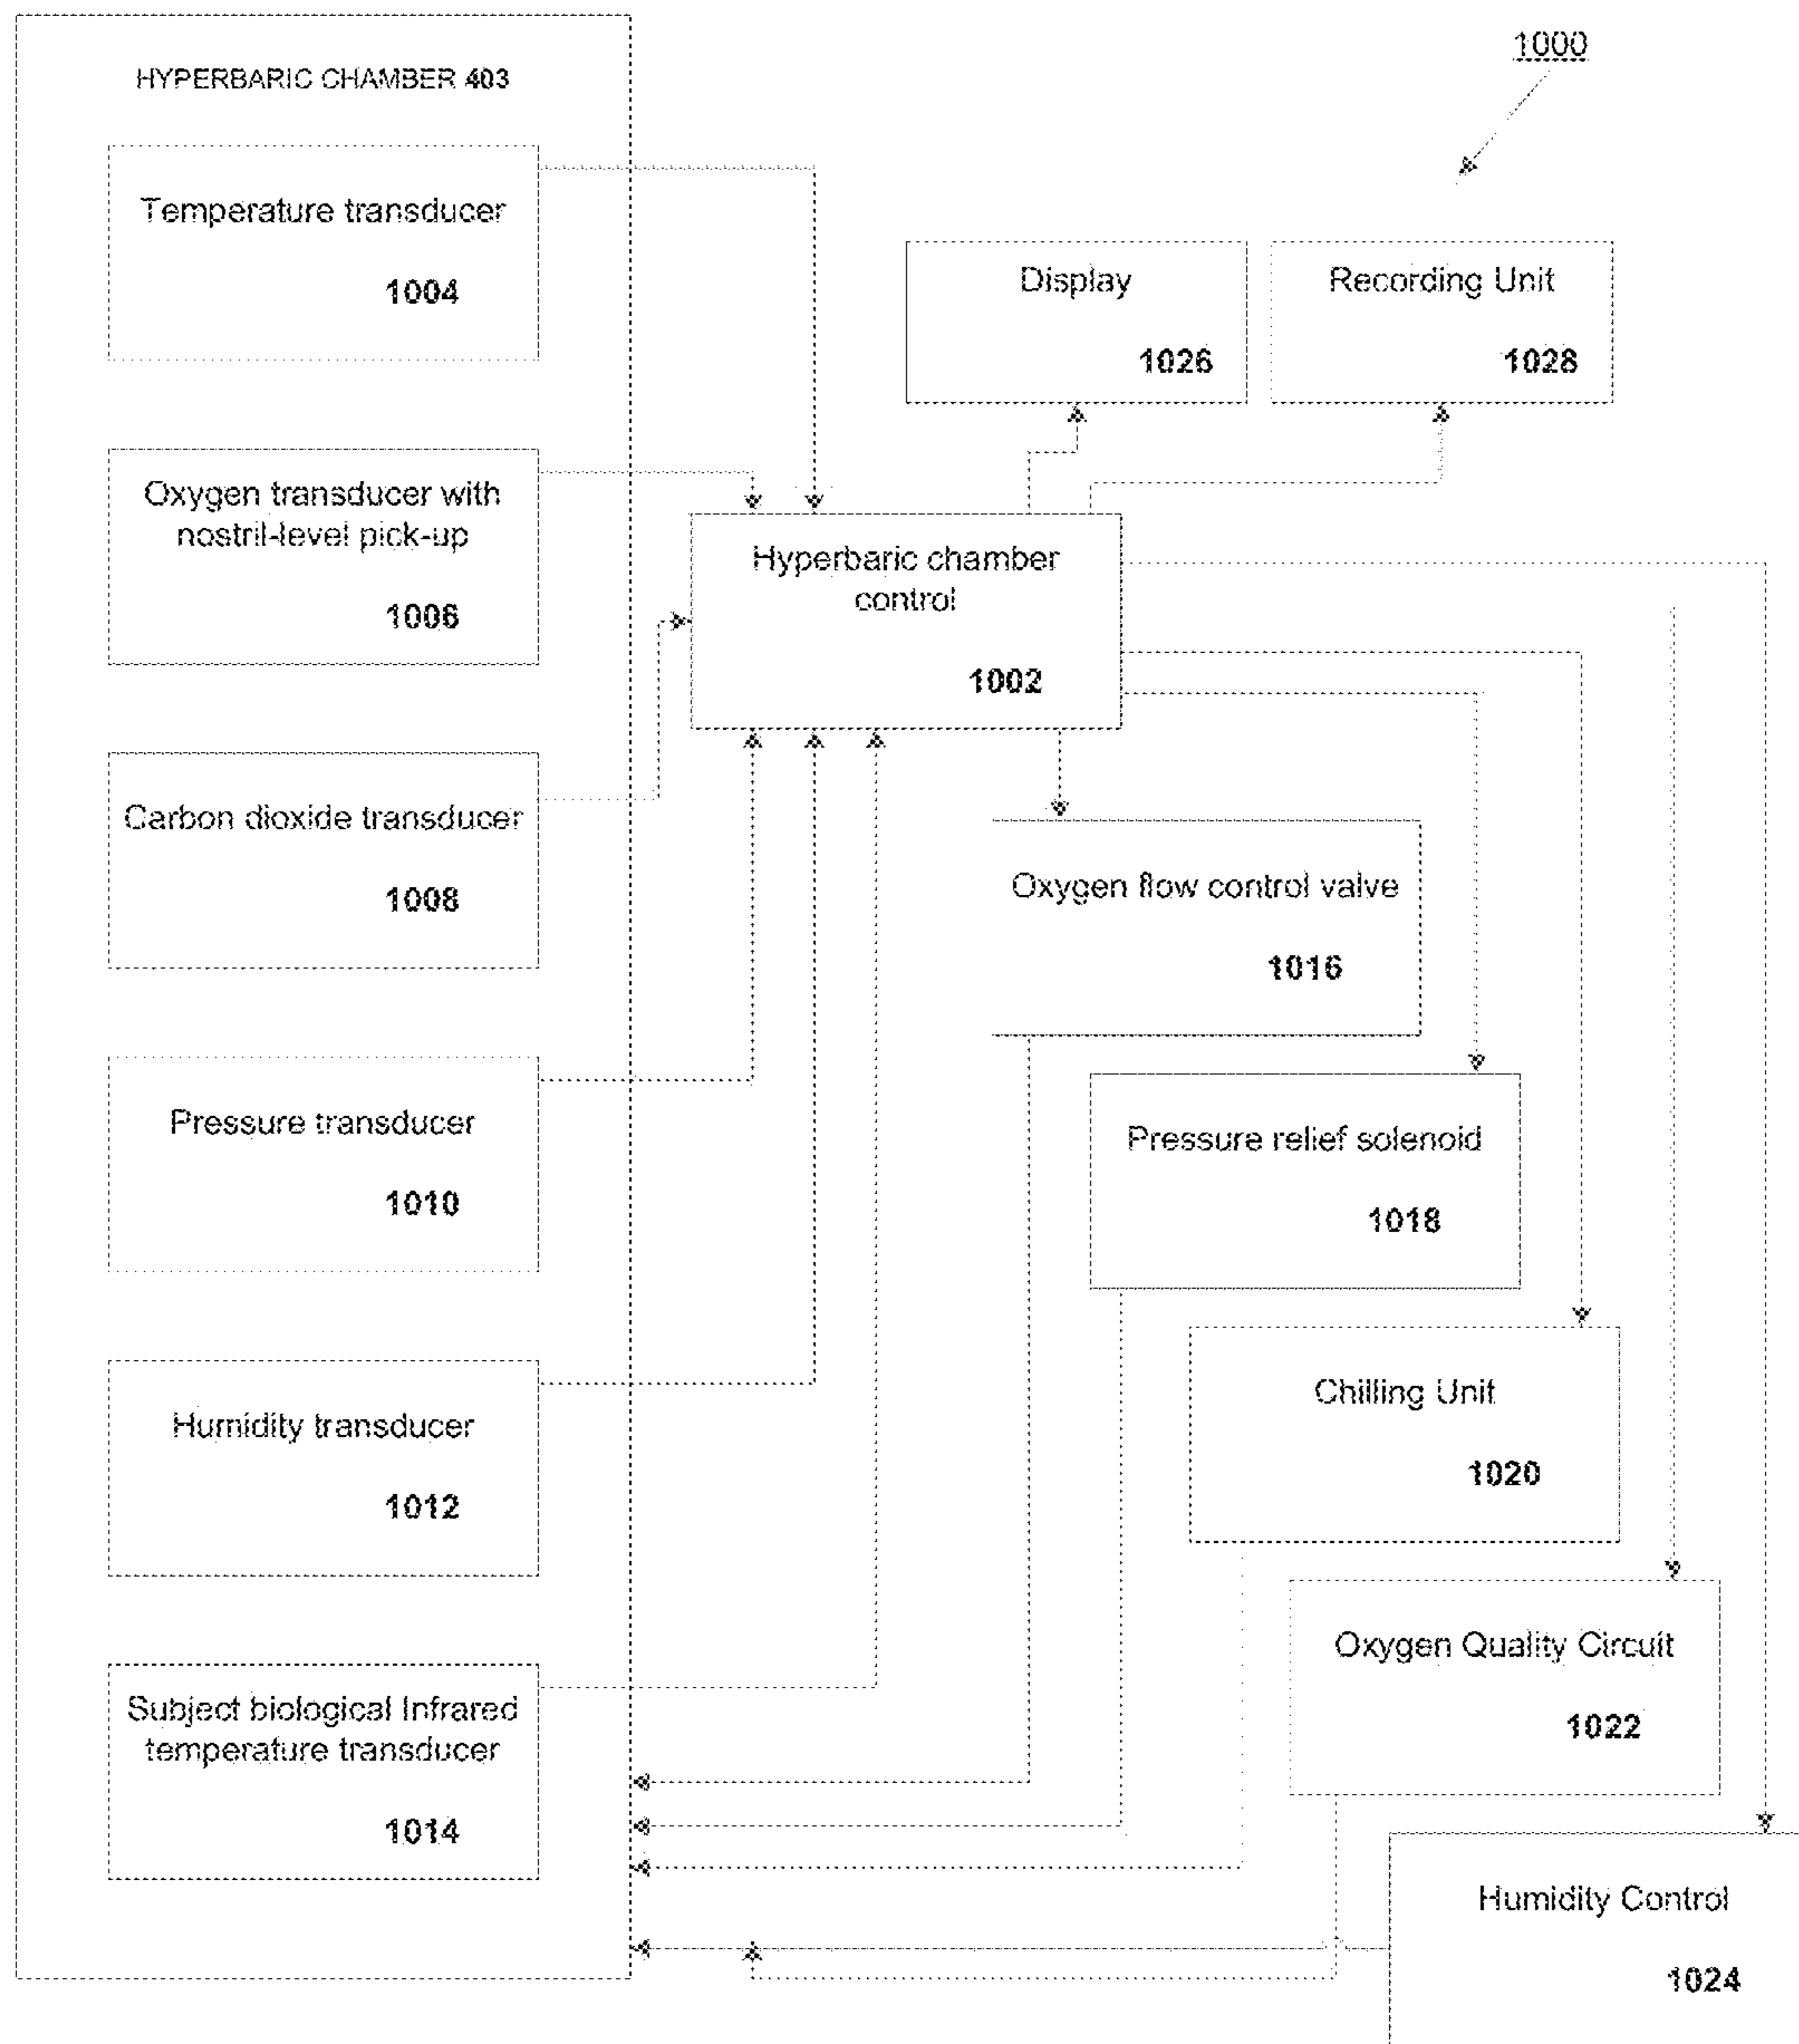 1000
HYPERBARIC CHAMBER 403
Temperature transducer
1004
Display
1026
Recording Unit
1028
Oxygen transducer with
nostril-level pick-up
1006
Hyperbaric chamber
control
1002
Carbon dioxide transducer
1008
Oxygen flow control valve
1016
Pressure transducer
1010
Pressure relief solenoid
1018
Humidity transducer
1012
Chilling Unit
1020
Subject biological Infrared
temperature transducer
1014
Oxygen Quality Circuit
1022
Humidity Control
1024